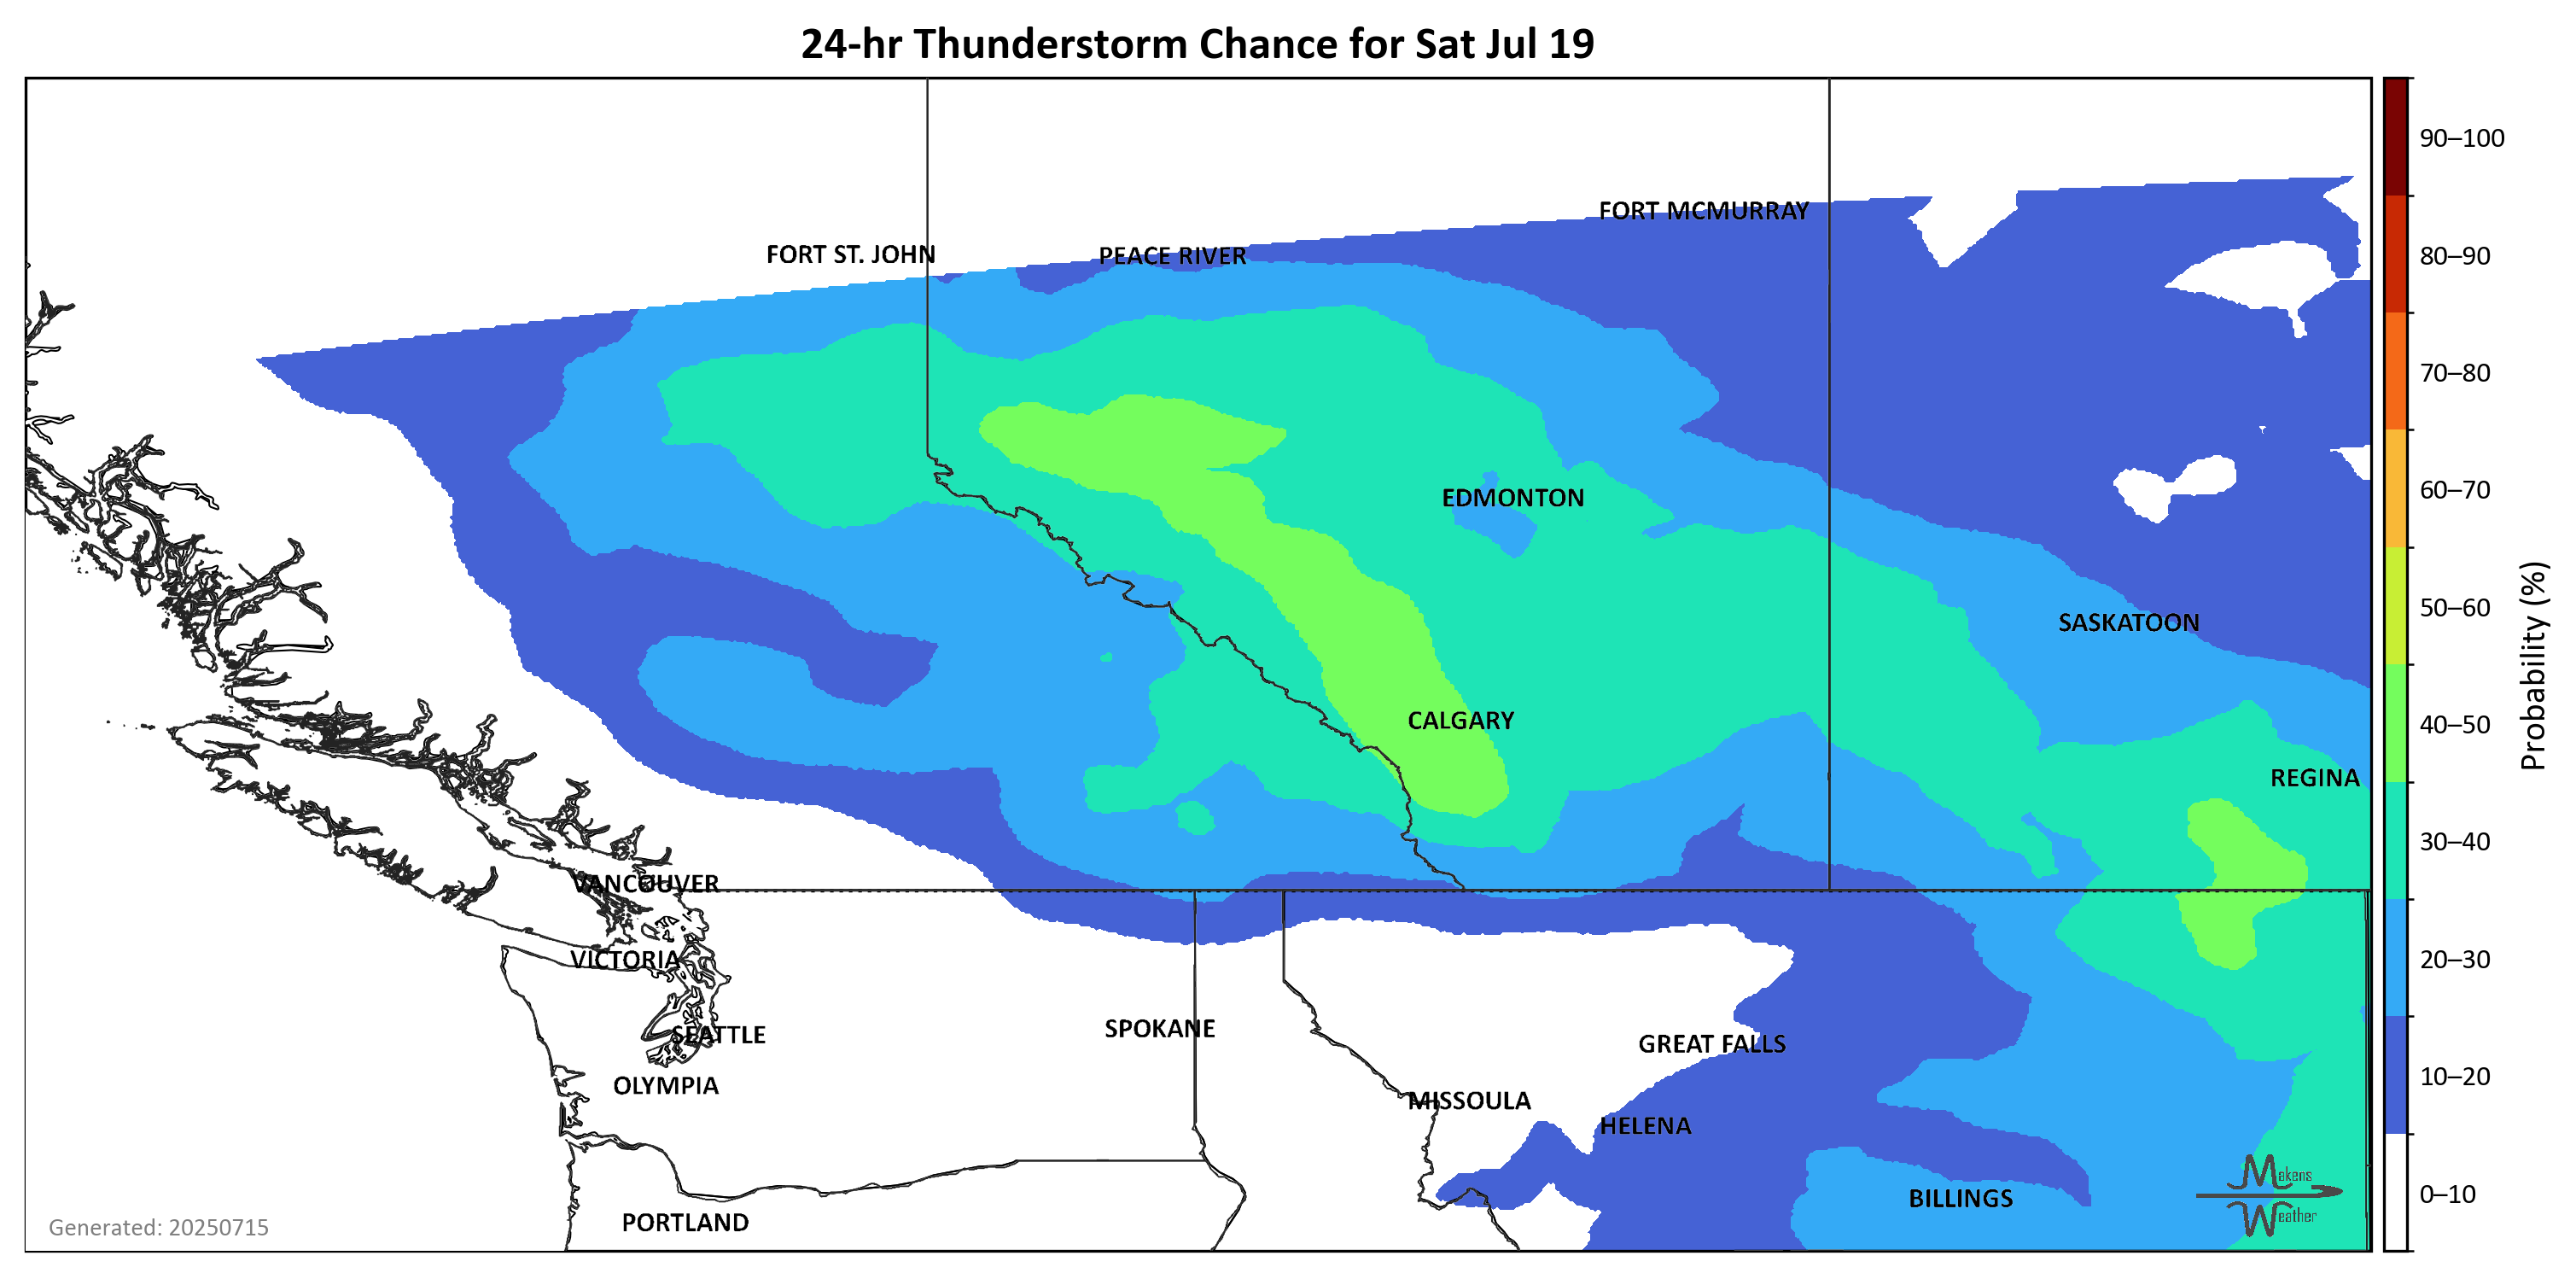 24-hr Thunderstorm Chance for Sat Jul 19
90–100
FORT MCMURRAY
FORT ST. JOHN
PEACE RIVER
80–90
70–80
60–70
EDMONTON
50–60
SASKATOON
Probability (%)
CALGARY
40–50
REGINA
30–40
VANCOUVER
VICTORIA
20–30
SPOKANE
SEATTLE
GREAT FALLS
OLYMPIA
10–20
MISSOULA
HELENA
Makens
Weather
0–10
BILLINGS
PORTLAND
Generated: 20250715